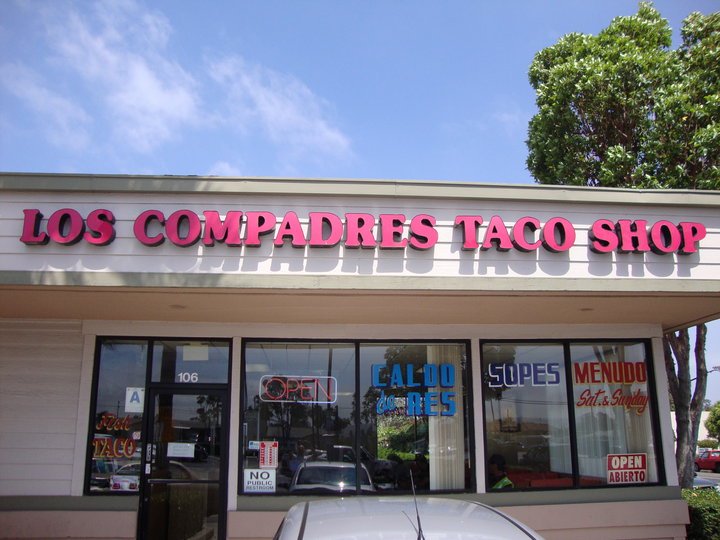 LOS COMPADRES TACO SHOP
106
A
Fish
TACO
OPEN
NO
PUBLIC
RESTROOM
CALDO
de RES
SOPES
MENUDO
Sat. & Sunday
OPEN
ABIERTO